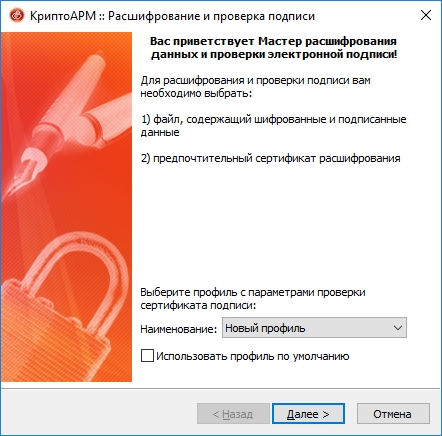 КриптоАРМ :: Расшифрование и проверка подписи
Вас приветствует Мастер расшифрования
данных и проверки электронной подписи!
Для расшифрования и проверки подписи вам
необходимо выбрать:
1) файл, содержащий шифрованные и подписанные
данные
2) предпочтительный сертификат расшифрования
Выберите профиль с параметрами проверки
сертификата подписи:
Наименование: Новый профиль
Использовать профиль по умолчанию
< Назад Далее > Отмена